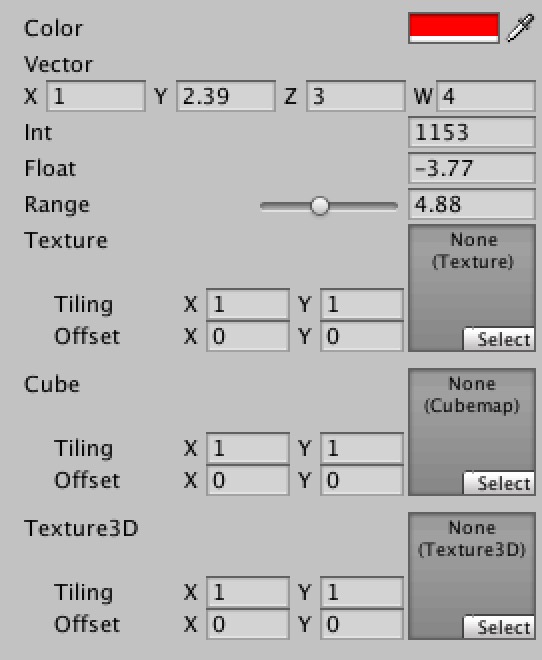 Color
Vector
X 1 Y 2.39 Z 3 W 4
Int 1153
Float -3.77
Range 4.88
Texture None
(Texture)
Tiling X 1 Y 1
Offset X 0 Y 0 Select
Cube None
(Cubemap)
Tiling X 1 Y 1
Offset X 0 Y 0 Select
Texture3D None
(Texture3D)
Tiling X 1 Y 1
Offset X 0 Y 0 Select